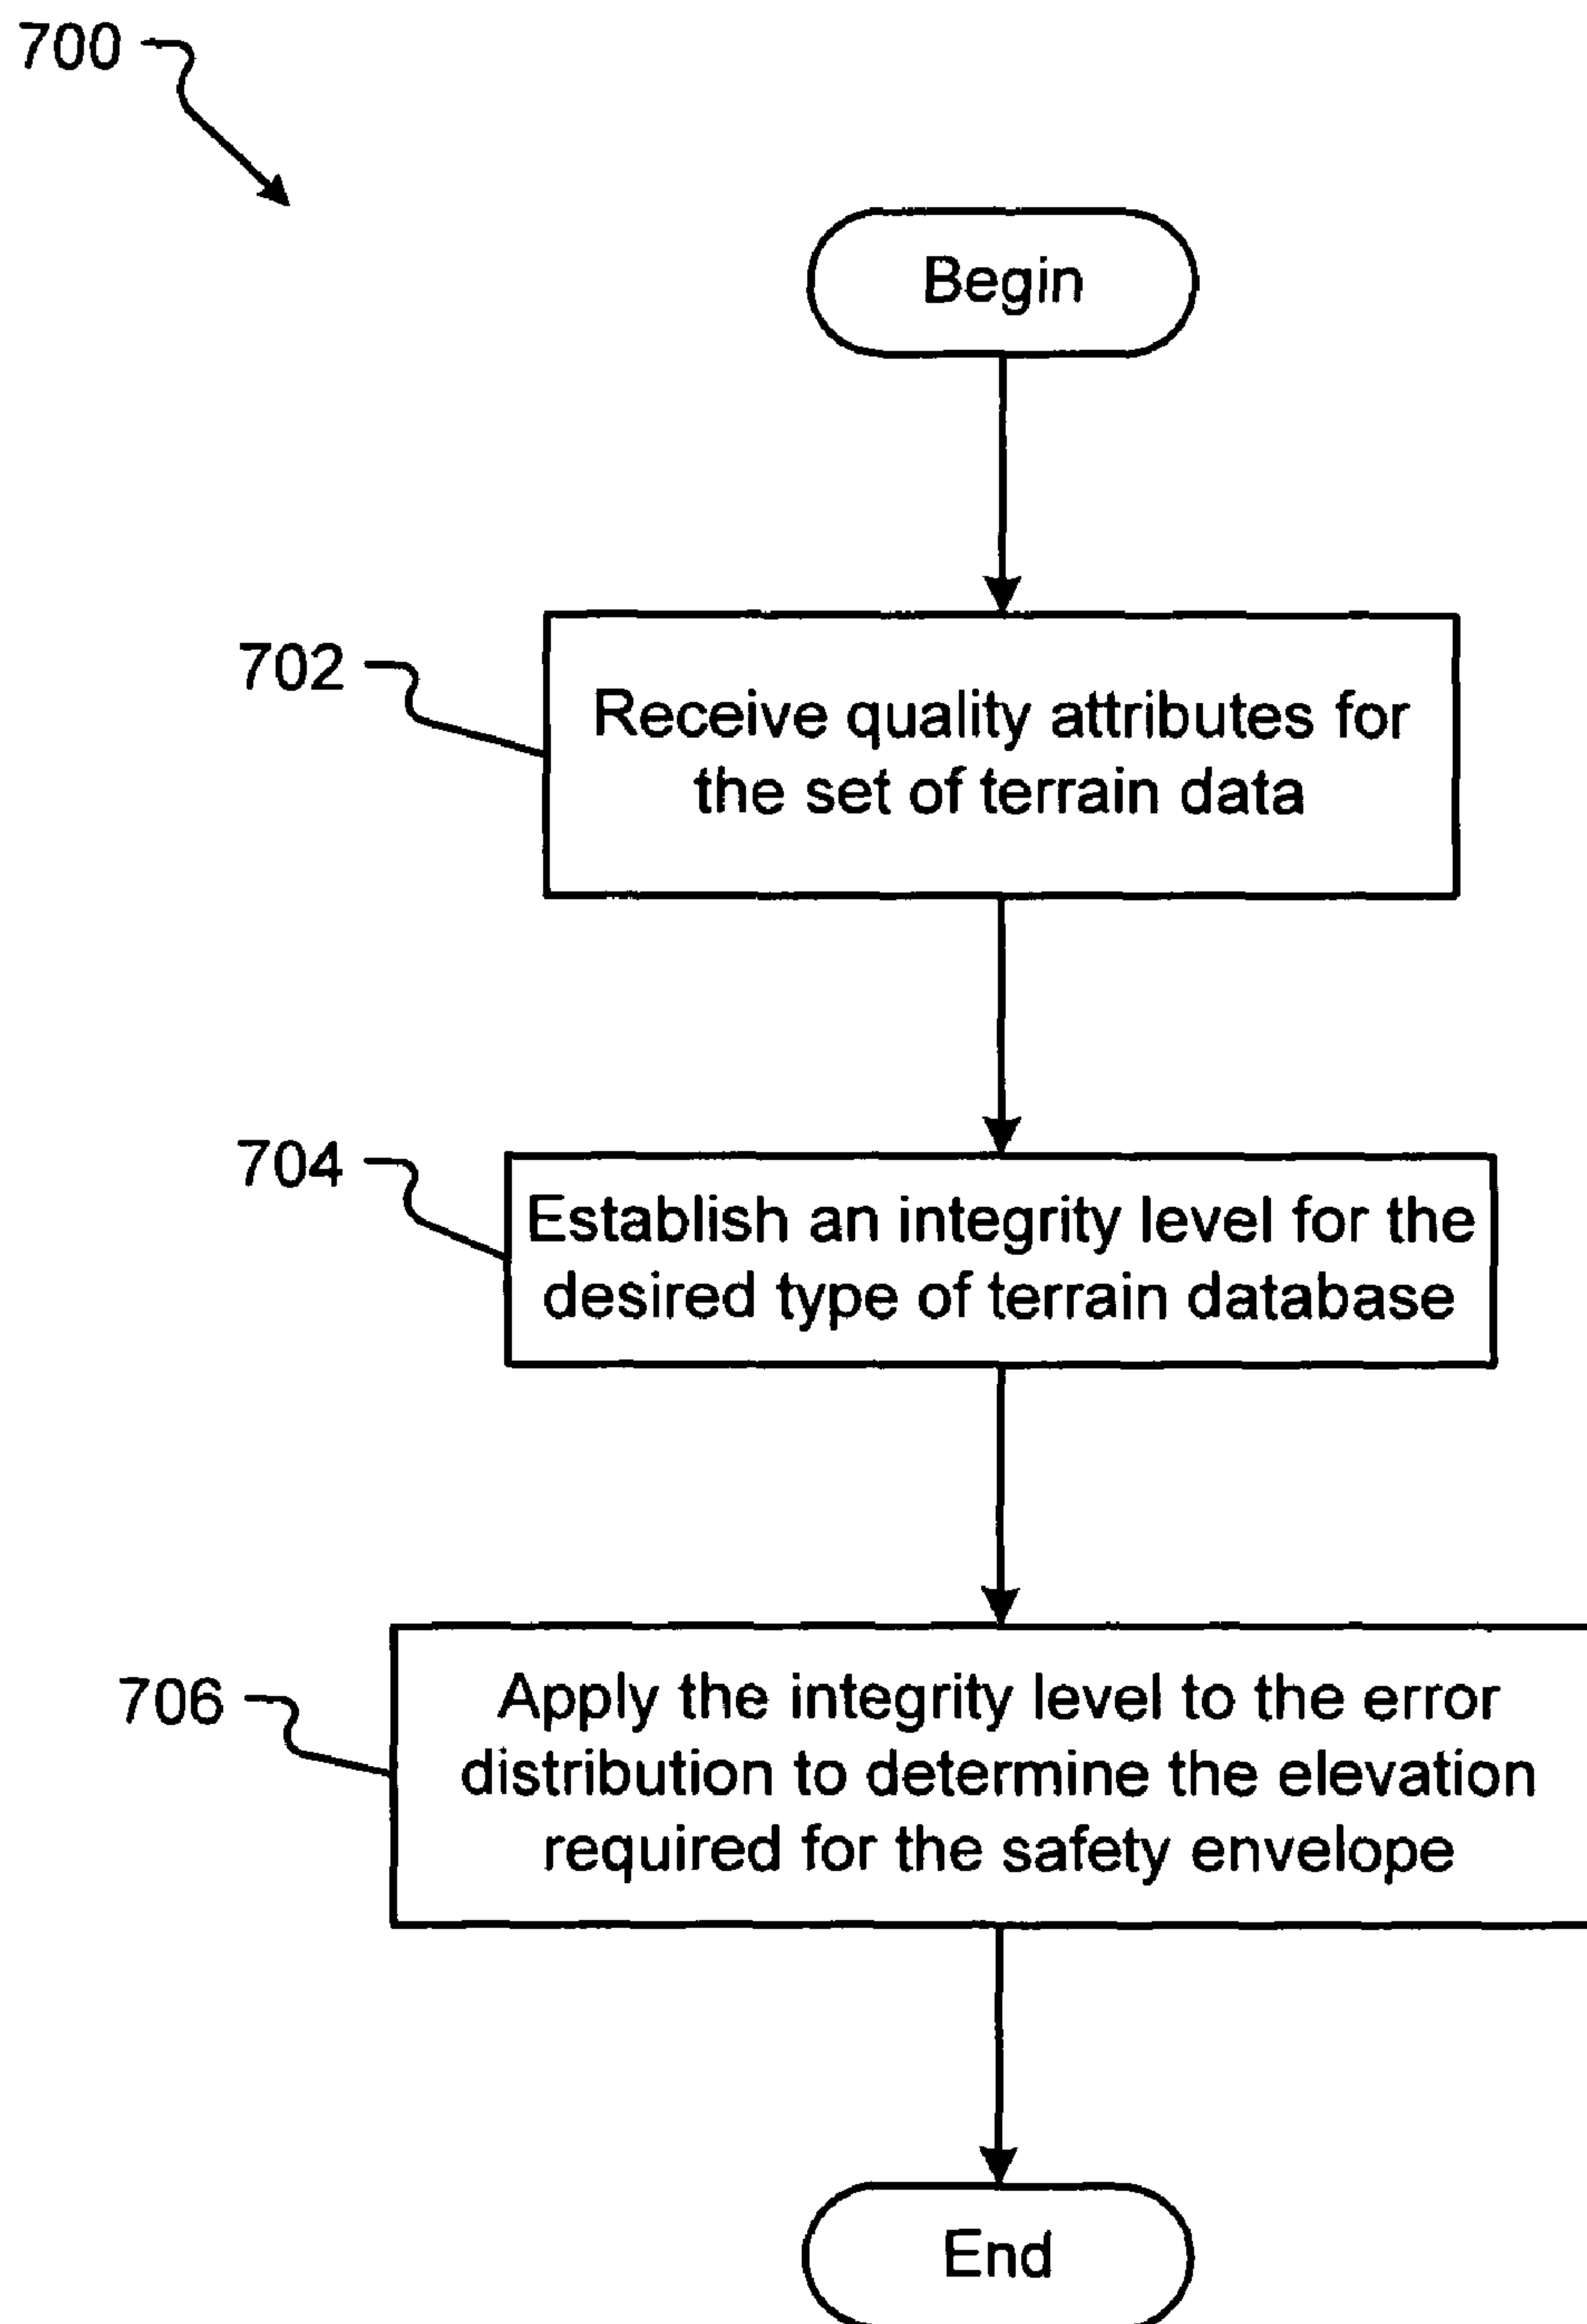 700
Begin
702
Receive quality attributes for
the set of terrain data
704
Establish an integrity level for the
desired type of terrain database
706
Apply the integrity level to the error
distribution to determine the elevation
required for the safety envelope
End